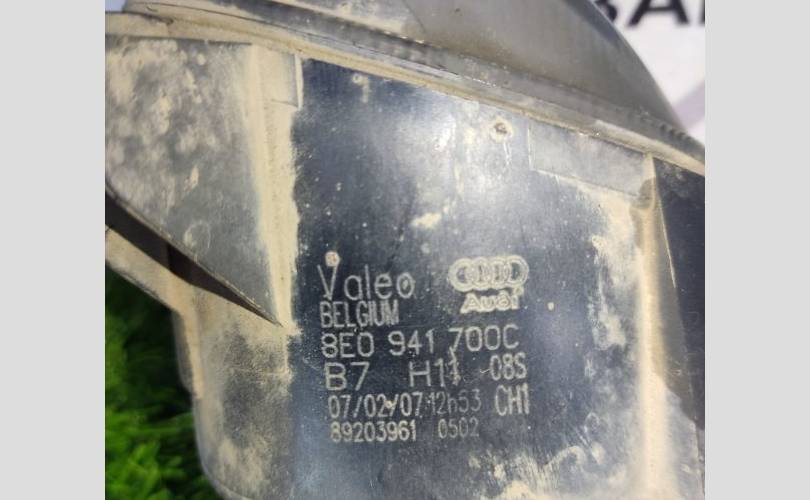 Valeo
Audi
BELGIUM
8E0 941 700C
B7 H11 08S
07/02/07 12h53 CH1
89203961 0502